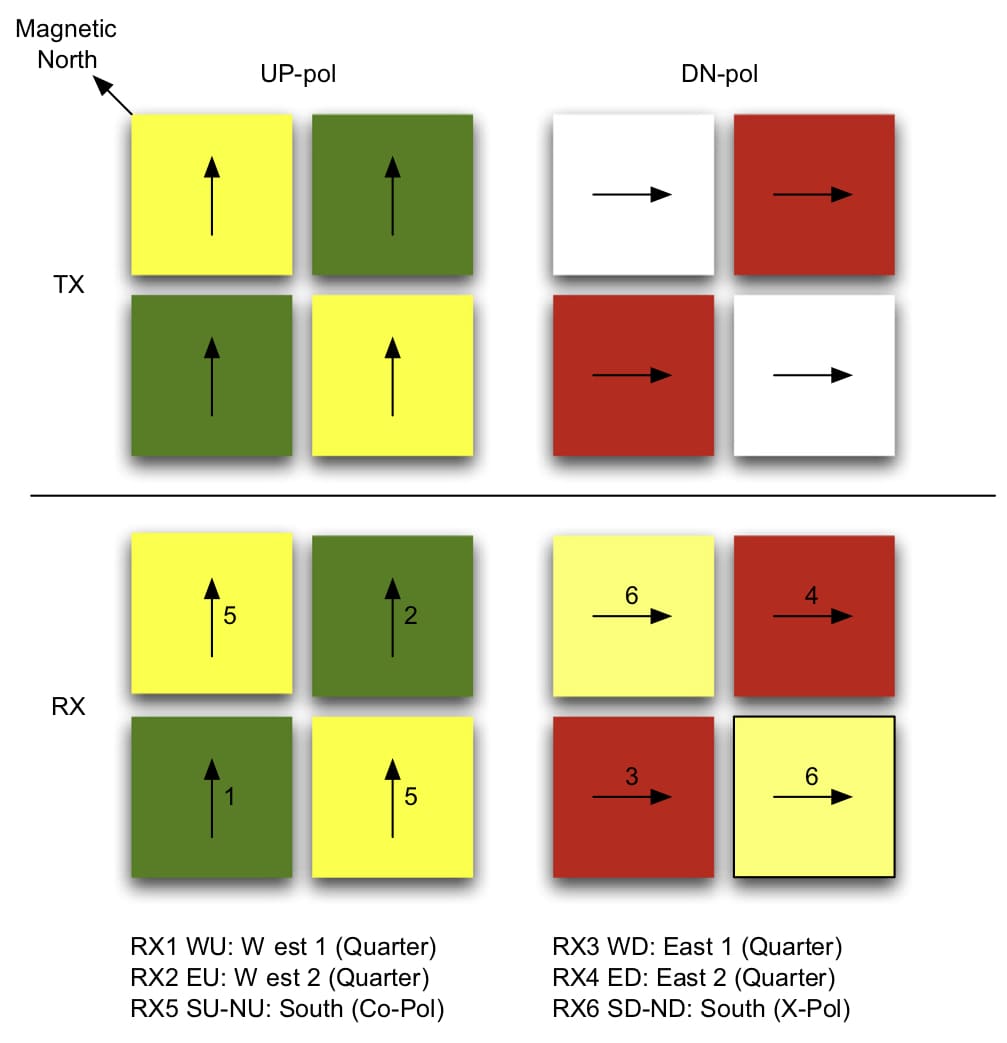 Magnetic
North
UP-pol
DN-pol
TX
RX
5
2
6
4
1
5
3
6
RX1 WU: W est 1 (Quarter)
RX2 EU: W est 2 (Quarter)
RX5 SU-NU: South (Co-Pol)
RX3 WD: East 1 (Quarter)
RX4 ED: East 2 (Quarter)
RX6 SD-ND: South (X-Pol)